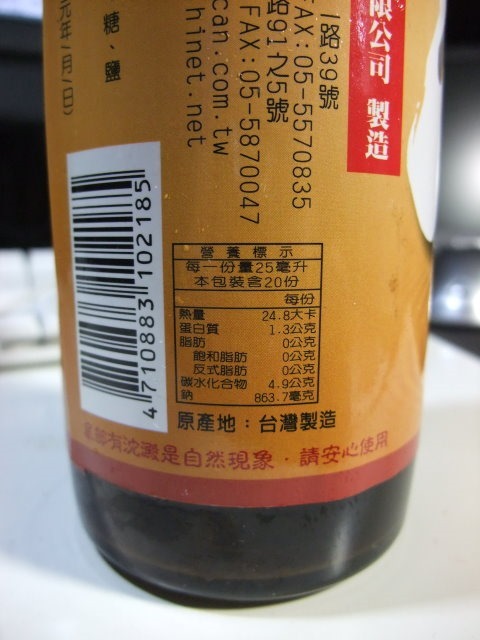 限公司 製造
1路39號
FAX:05-5570835
路91之5號
FAX:05-5870047
can.com.tw
hinet.net
糖、鹽
元年/月/日)
4 710883 102185
營養標示
每一份量25毫升
本包裝含20份
每份
熱量 24.8大卡
蛋白質 1.3公克
脂肪 0公克
飽和脂肪 0公克
反式脂肪 0公克
碳水化合物 4.9公克
鈉 863.7毫克
原產地：台灣製造
底部有沈澱是自然現象，請安心使用